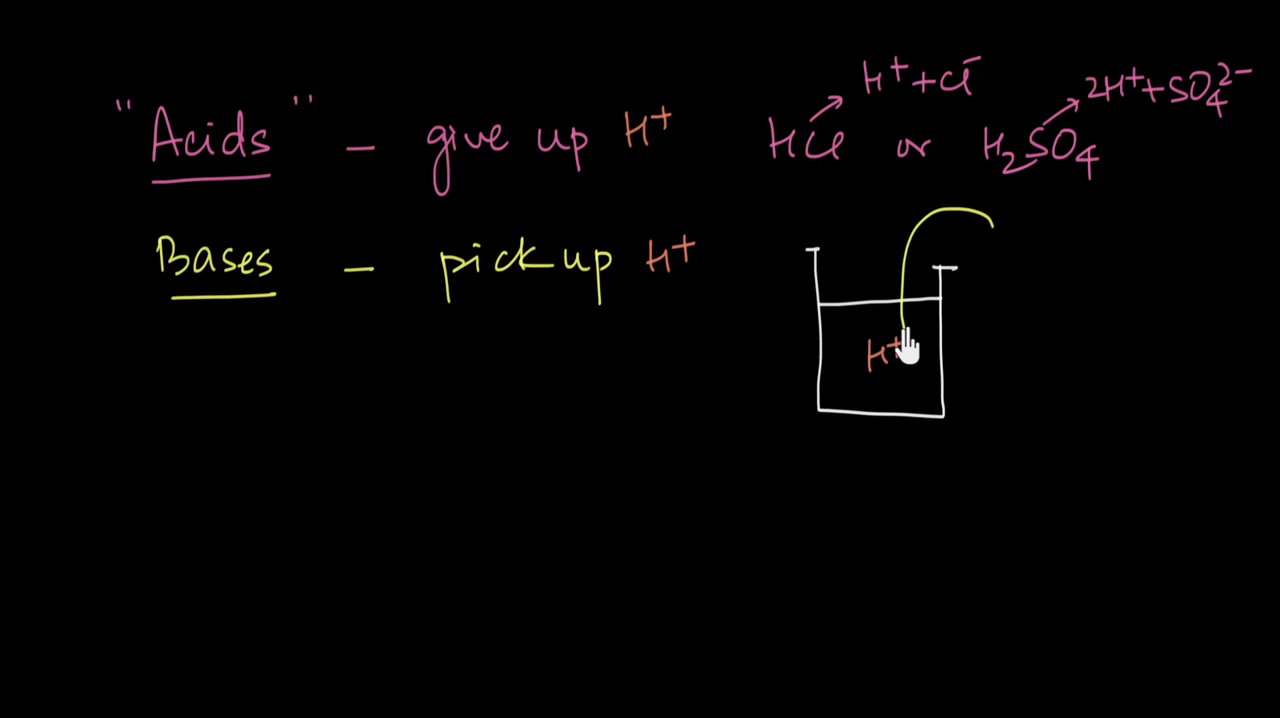 H⁺ + Cl⁻ 2H⁺ + SO₄²⁻
"Acids" – give up H⁺ HCl or H₂SO₄
Bases – pick up H⁺
H⁺